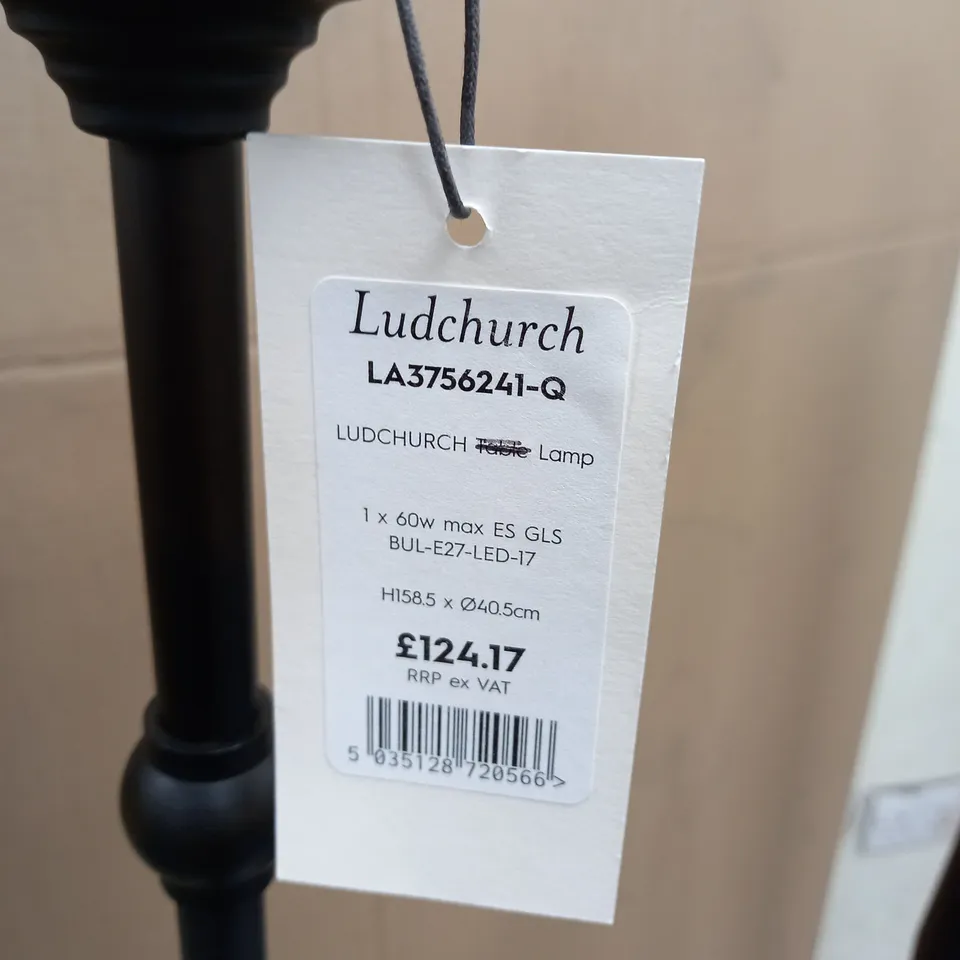 Ludchurch
LA3756241-Q
LUDCHURCH Table Lamp
1 x 60w max ES GLS
BUL-E27-LED-17
H158.5 x Ø40.5cm
£124.17
RRP ex VAT
5 035128 720566 >